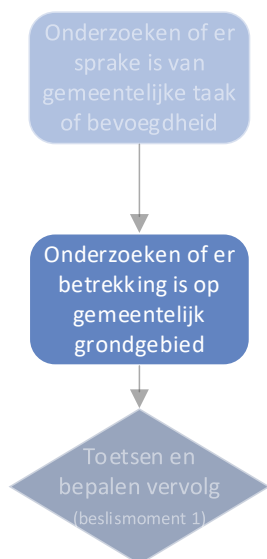 Onderzoeken of er
sprake is van
gemeentelijke taak
of bevoegdheid
Onderzoeken of er
betrekking is op
gemeentelijk
grondgebied
Toetsen en
bepalen vervolg
(beslismoment 1)